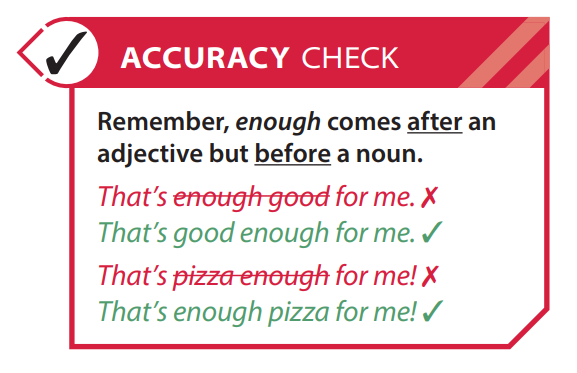 ACCURACY CHECK
Remember, enough comes after an
adjective but before a noun.
That's enough good for me. ✗
That's good enough for me. ✓
That's pizza enough for me! ✗
That's enough pizza for me! ✓